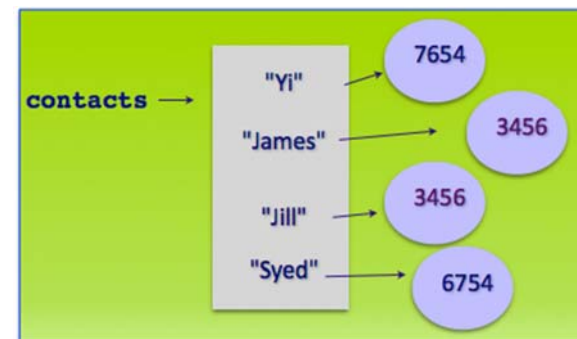 contacts
"Yi"
7654
"James"
3456
"Jill"
3456
"Syed"
6754